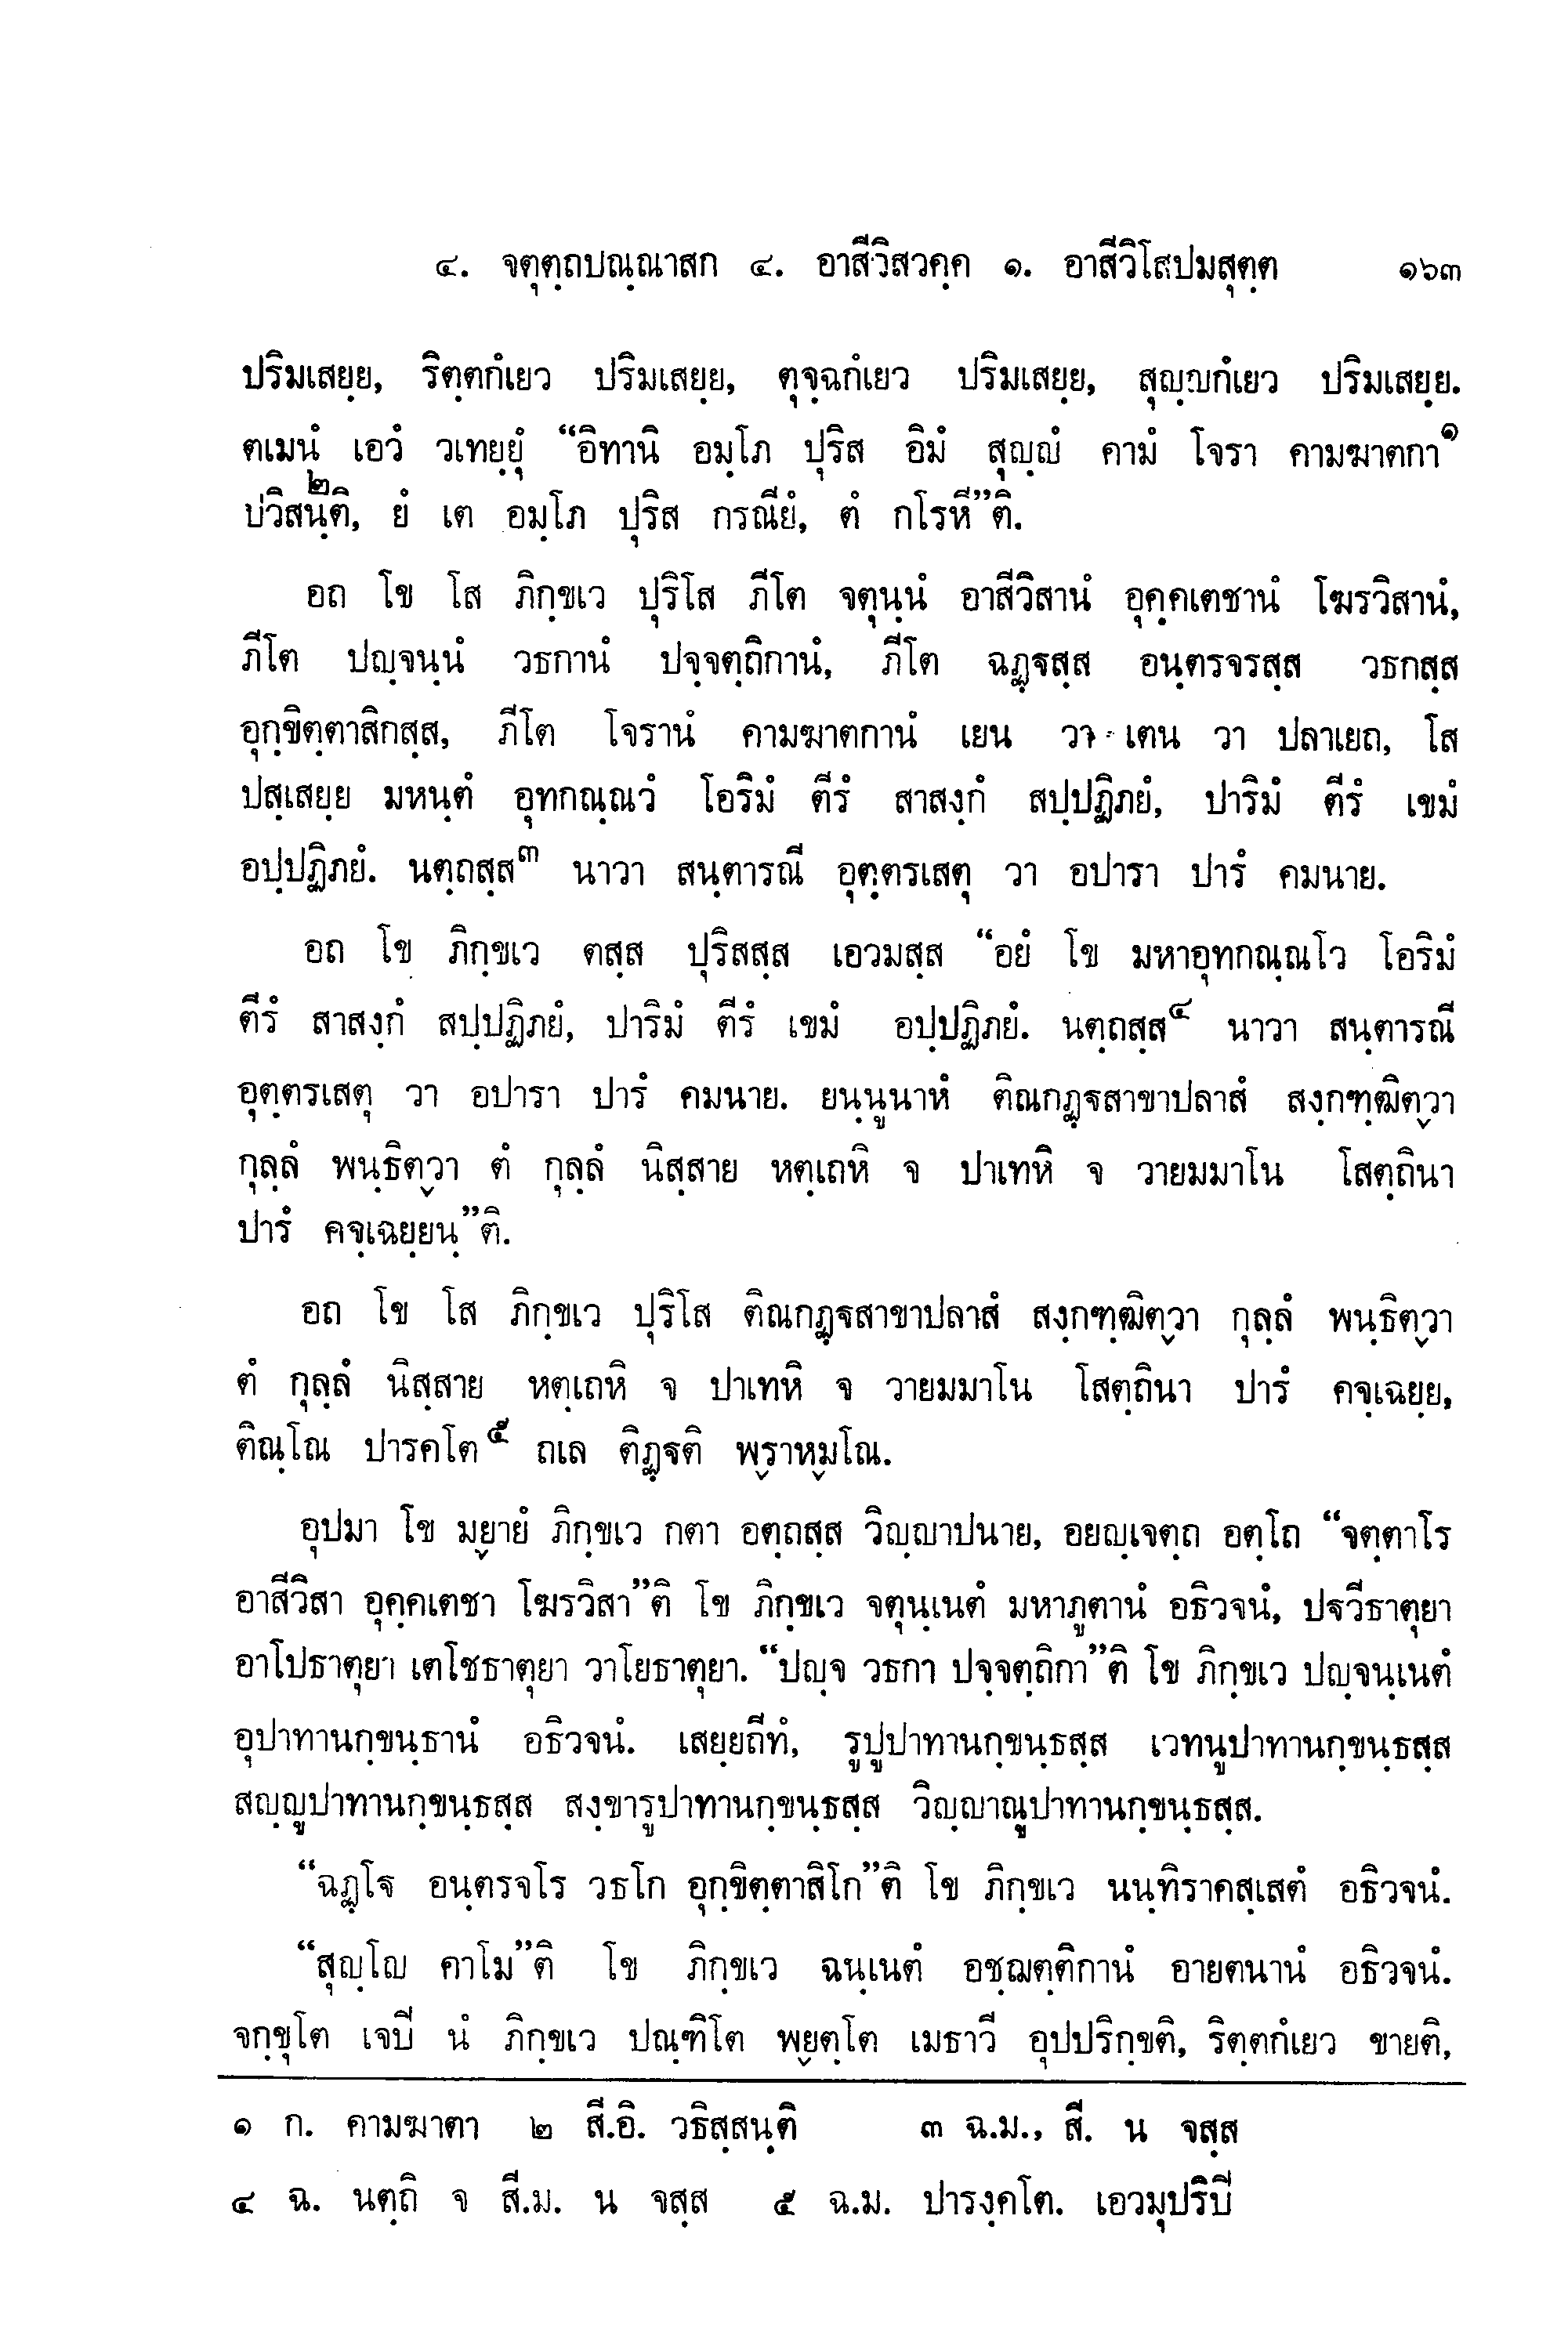 ๔. จตุตฺถปณฺณาสก ๔. อาสีวิสวคฺค ๑. อาสีวิโสปมสุตฺต ๑๖๓
ปริมเสยฺย, ริตฺตกํเยว ปริมเสยฺย, ตุจฺฉกํเยว ปริมเสยฺย, สุญฺญกํเยว ปริมเสยฺย.
ตเมนํ เอวํ วเทยฺยุํ “อิทานิ อมฺโภ ปุริส อิมํ สุญฺญํ คามํ โจรา คามฆาตกา๑
ปวิสนฺติ๒, ยํ เต อมฺโภ ปุริส กรณียํ, ตํ กโรหี”ติ.
อถ โข โส ภิกฺขเว ปุริโส ภีโต จตุนฺนํ อาสีวิสานํ อุคฺคเตชานํ โฆรวิสานํ,
ภีโต ปญฺจนฺนํ วธกานํ ปจฺจตฺถิกานํ, ภีโต ฉฏฺฐสฺส อนฺตรจรสฺส วธกสฺส
อุกฺขิตฺตาสิกสฺส, ภีโต โจรานํ คามฆาตกานํ เยน วา เตน วา ปลาเยถ, โส
ปสฺเสยฺย มหนฺตํ อุทกณฺณวํ โอริมํ ตีรํ สาสงฺกํ สปฺปฏิภยํ, ปาริมํ ตีรํ เขมํ
อปฺปฏิภยํ. นตฺถสฺส๓ นาวา สนฺตารณี อุตฺตรเสตุ วา อปารา ปารํ คมนาย.
อถ โข ภิกฺขเว ตสฺส ปุริสสฺส เอวมสฺส “อยํ โข มหาอุทกณฺณโว โอริมํ
ตีรํ สาสงฺกํ สปฺปฏิภยํ, ปาริมํ ตีรํ เขมํ อปฺปฏิภยํ. นตฺถสฺส๔ นาวา สนฺตารณี
อุตฺตรเสตุ วา อปารา ปารํ คมนาย. ยนฺนูนาหํ ติณกฏฺฐสาขาปลาสํ สงฺกฑฺฒิตฺวา
กุลฺลํ พนฺธิตฺวา ตํ กุลฺลํ นิสฺสาย หตฺเถหิ จ ปาเทหิ จ วายมมาโน โสตฺถินา
ปารํ คจฺเฉยฺยนฺ”ติ.
อถ โข โส ภิกฺขเว ปุริโส ติณกฏฺฐสาขาปลาสํ สงฺกฑฺฒิตฺวา กุลฺลํ พนฺธิตฺวา
ตํ กุลฺลํ นิสฺสาย หตฺเถหิ จ ปาเทหิ จ วายมมาโน โสตฺถินา ปารํ คจฺเฉยฺย,
ติณฺโณ ปารคโต๕ ถเล ติฏฺฐติ พฺราหฺมโณ.
อุปมา โข มฺยายํ ภิกฺขเว กตา อตฺถสฺส วิญฺญาปนาย, อยญฺเจตฺถ อตฺโถ “จตฺตาโร
อาสีวิสา อุคฺคเตชา โฆรวิสา”ติ โข ภิกฺขเว จตุนฺเนตํ มหาภูตานํ อธิวจนํ, ปฐวีธาตุยา
อาโปธาตุยา เตโชธาตุยา วาโยธาตุยา. “ปญฺจ วธกา ปจฺจตฺถิกา”ติ โข ภิกฺขเว ปญฺจนฺเนตํ
อุปาทานกฺขนฺธานํ อธิวจนํ. เสยฺยถีทํ, รูปูปาทานกฺขนฺธสฺส เวทนูปาทานกฺขนฺธสฺส
สญฺญูปาทานกฺขนฺธสฺส สงฺขารูปาทานกฺขนฺธสฺส วิญฺญาณูปาทานกฺขนฺธสฺส.
“ฉฏฺโฐ อนฺตรจโร วธโก อุกฺขิตฺตาสิโก”ติ โข ภิกฺขเว นนฺทิราคสฺเสตํ อธิวจนํ.
“สุญฺโญ คาโม”ติ โข ภิกฺขเว ฉนฺเนตํ อชฺฌตฺติกานํ อายตนานํ อธิวจนํ.
จกฺขุโต เจปิ นํ ภิกฺขเว ปณฺฑิโต พฺยตฺโต เมธาวี อุปปริกฺขติ, ริตฺตกํเยว ขายติ,
๑ ก. คามฆาตา ๒ สี.อิ. วธิสฺสนฺติ ๓ ฉ.ม., สี. น จสฺส
๔ ฉ. นตฺถิ จ สี.ม. น จสฺส ๕ ฉ.ม. ปารงฺคโต. เอวมุปริปิ